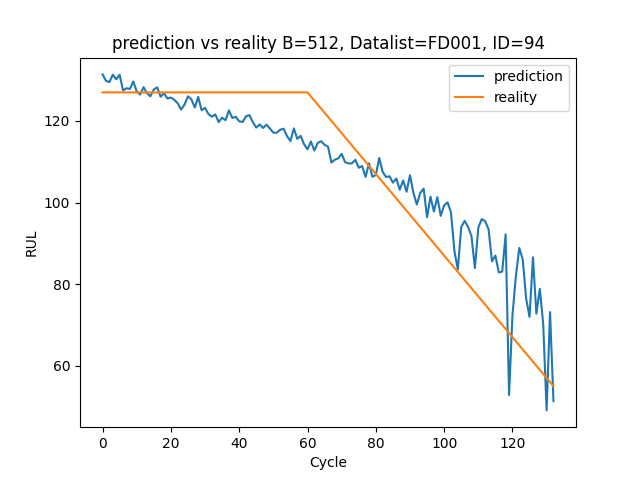 prediction vs reality B=512, Datalist=FD001, ID=94
prediction
reality
RUL
120
100
80
60
0 20 40 60 80 100 120
Cycle